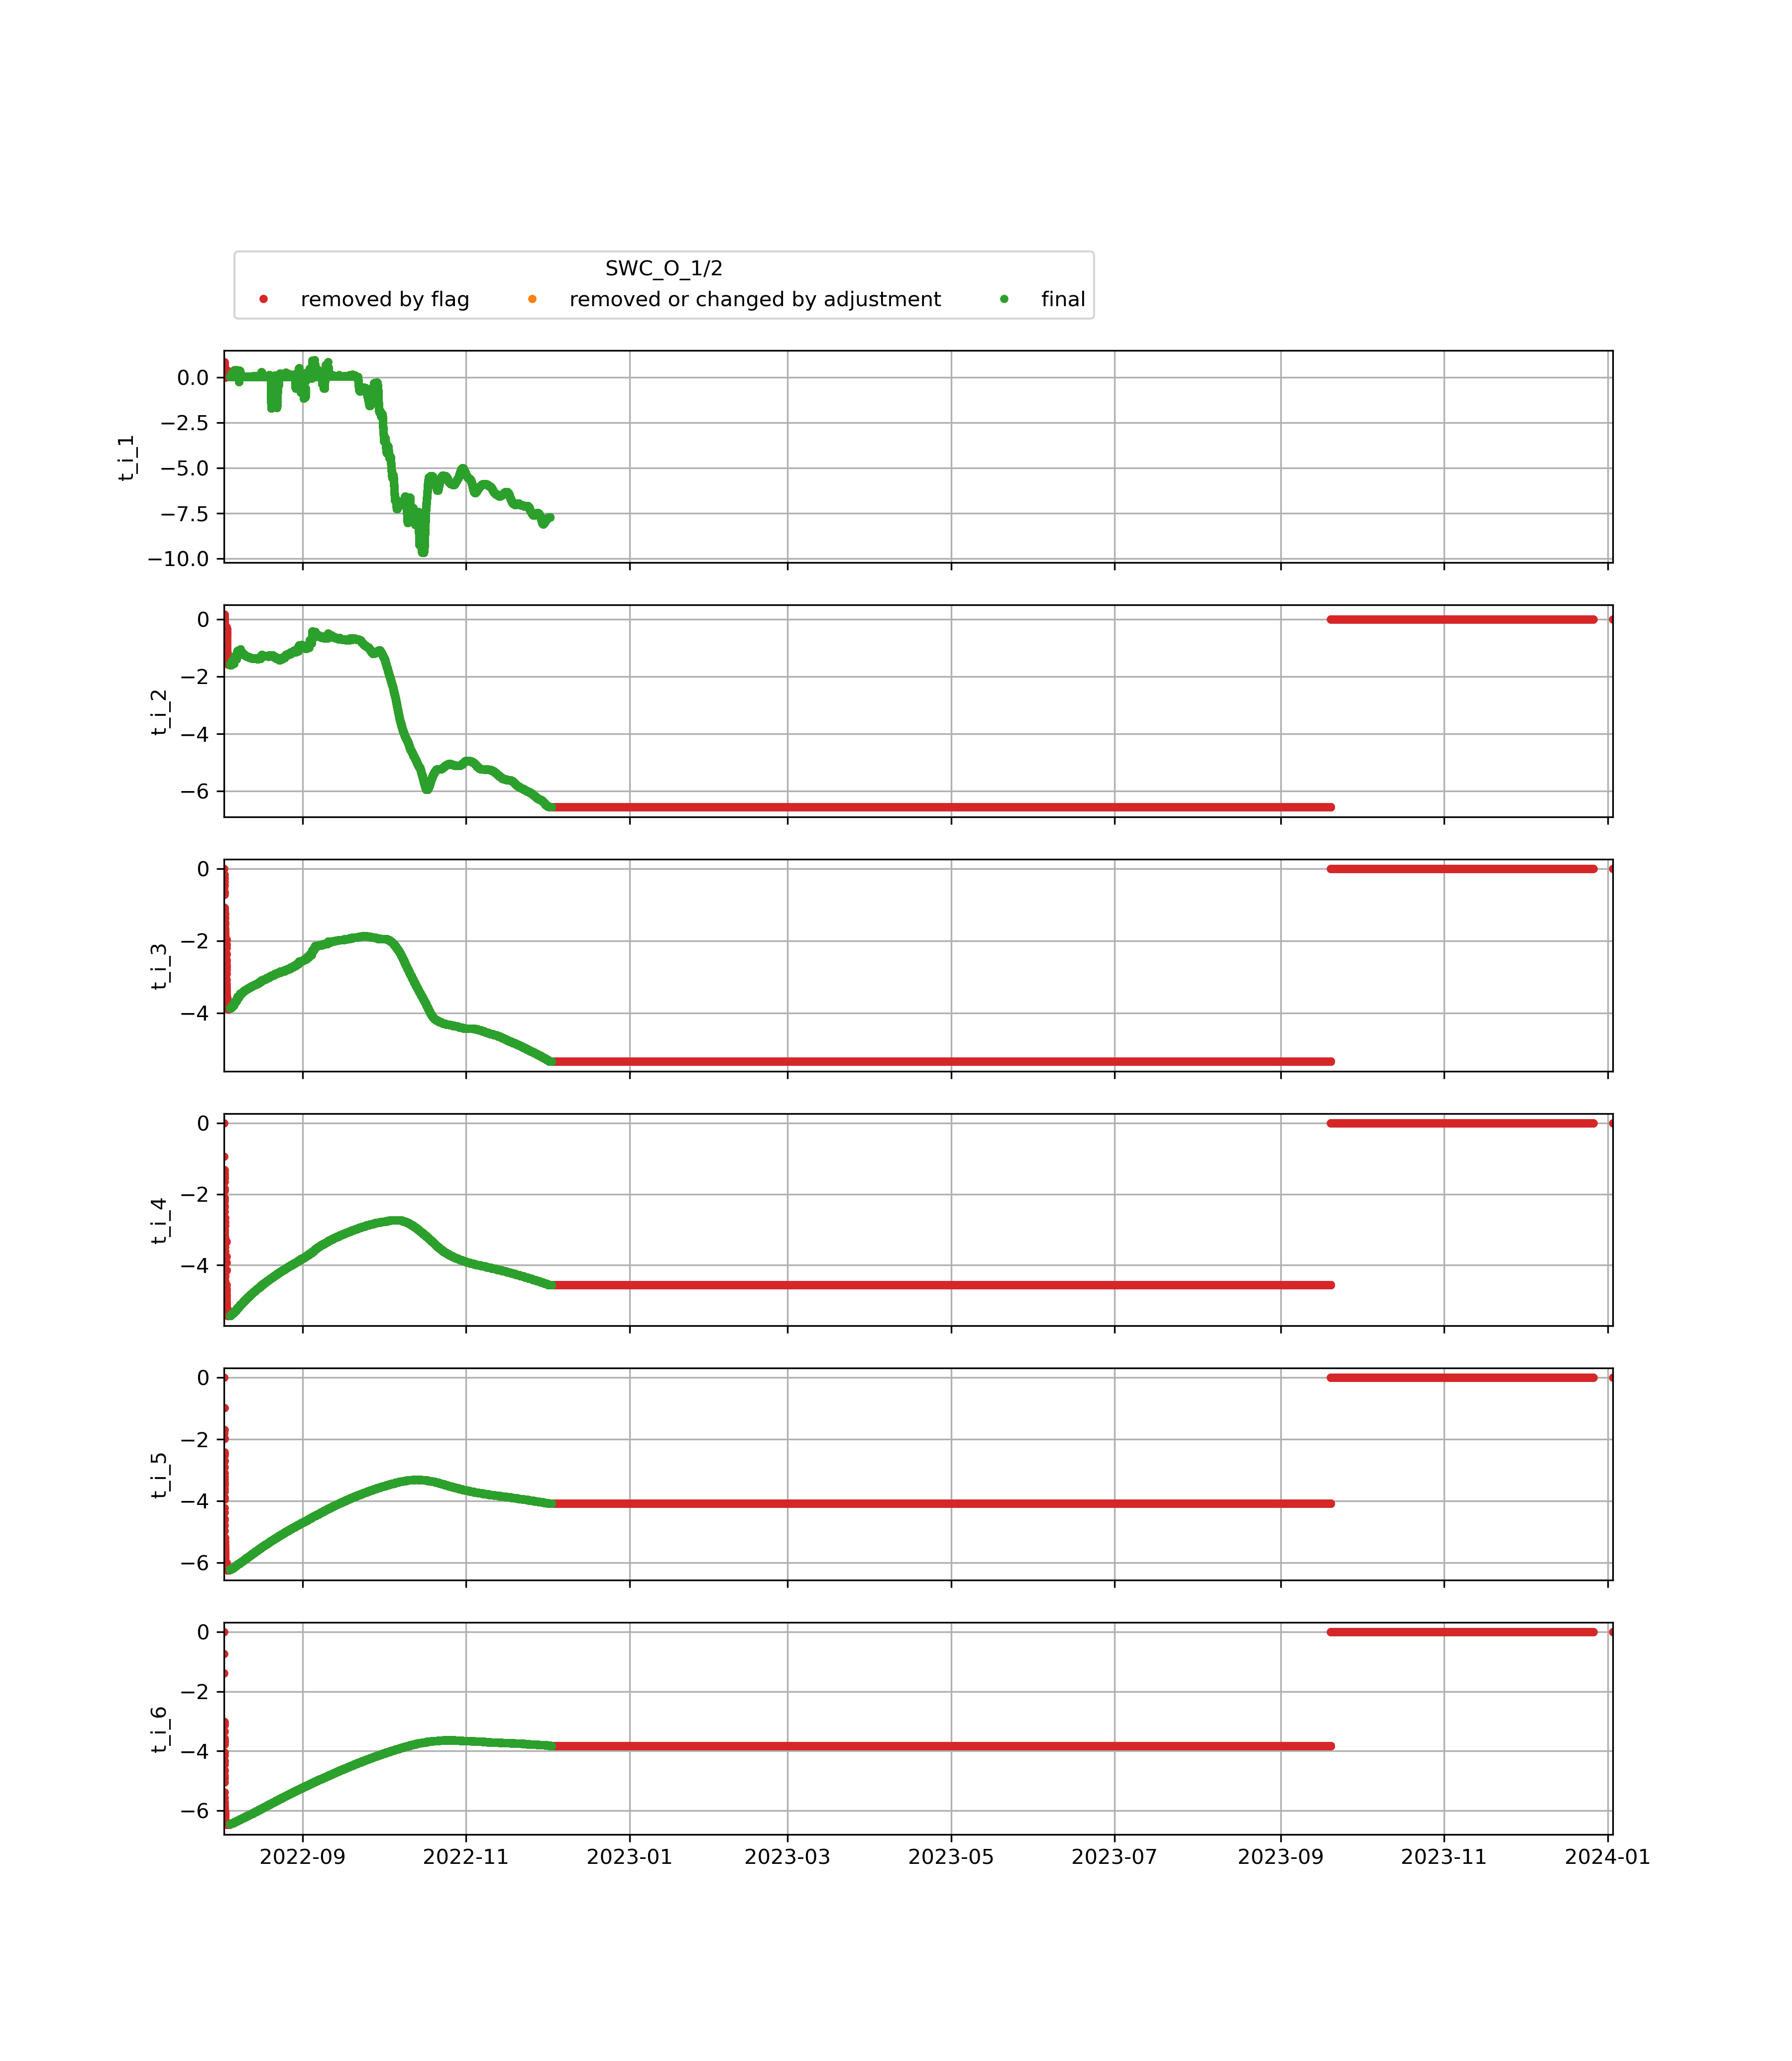 SWC_O_1/2
removed by flag removed or changed by adjustment final
0.0
−2.5
−5.0
−7.5
−10.0
t_i_1
0
−2
−4
−6
t_i_2
0
−2
−4
t_i_3
0
−2
−4
t_i_4
0
−2
−4
−6
t_i_5
0
−2
−4
−6
t_i_6
2022-09 2022-11 2023-01 2023-03 2023-05 2023-07 2023-09 2023-11 2024-01